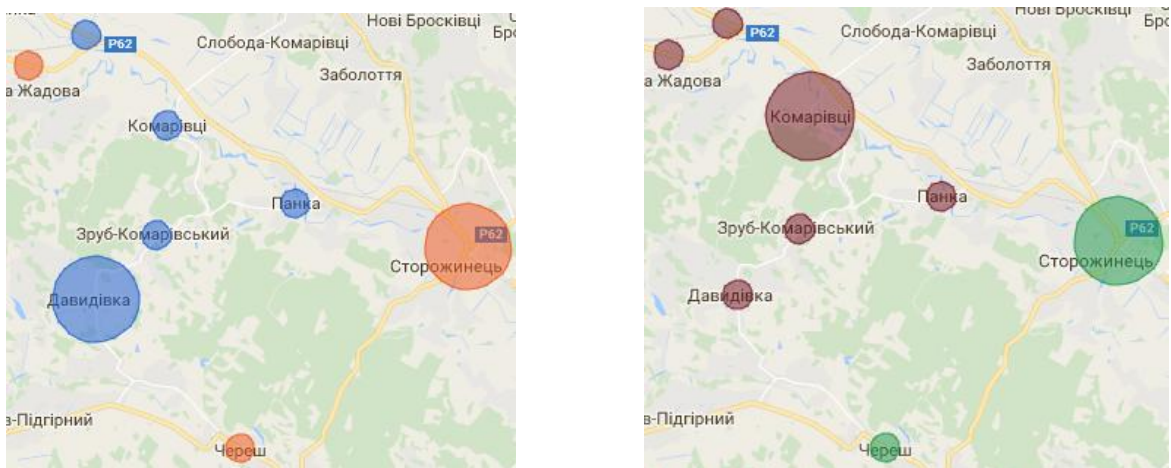 Нові Бросківці
P62
Слобода-Комарівці
Заболоття
а Жадова
Комарівці
Панка
Зруб-Комарівський
P62
Сторожинець
Давидівка
в-Підгірний
Череш
Нові Бросківці
P62
Слобода-Комарівці
Заболоття
а Жадова
Комарівці
Панка
Зруб-Комарівський
P62
Сторожинець
Давидівка
в-Підгірний
Череш